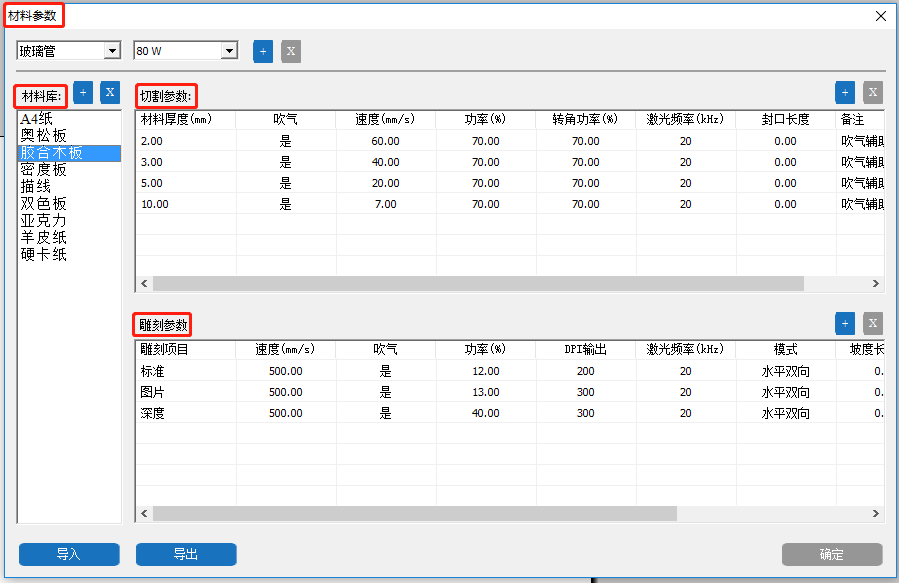 材料参数
玻璃管 80 W + X
材料库: + X
A4纸
奥松板
胶合木板
密度板
描线
双色板
亚克力
羊皮纸
硬卡纸
切割参数: + X
材料厚度(mm) 吹气 速度(mm/s) 功率(%) 转角功率(%) 激光频率(kHz) 封口长度 备注
2.00 是 60.00 70.00 70.00 20 0.00 吹气辅助
3.00 是 40.00 70.00 70.00 20 0.00 吹气辅助
5.00 是 20.00 70.00 70.00 20 0.00 吹气辅助
10.00 是 7.00 70.00 70.00 20 0.00 吹气辅助
雕刻参数 + X
雕刻项目 速度(mm/s) 吹气 功率(%) DPI输出 激光频率(kHz) 模式 坡度长
标准 500.00 是 12.00 200 20 水平双向 0.
图片 500.00 是 13.00 300 20 水平双向 0.
深度 500.00 是 40.00 300 20 水平双向 0.
导入 导出 确定